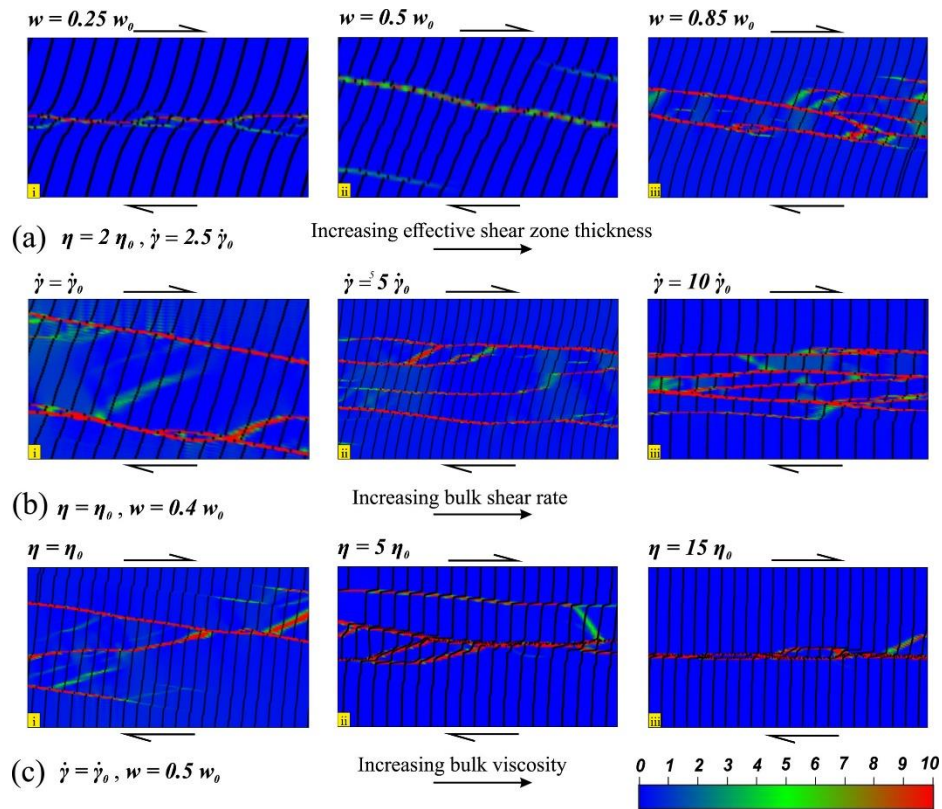 w = 0.25 w₀ w = 0.5 w₀ w = 0.85 w₀
i ii iii
(a) η = 2 η₀ , γ̇ = 2.5 γ̇₀ Increasing effective shear zone thickness
γ̇ = γ̇₀ γ̇ = ⁵ 5 γ̇₀ γ̇ = 10 γ̇₀
i ii iii
(b) η = η₀ , w = 0.4 w₀ Increasing bulk shear rate
η = η₀ η = 5 η₀ η = 15 η₀
i ii iii
(c) γ̇ = γ̇₀ , w = 0.5 w₀ Increasing bulk viscosity
0 1 2 3 4 5 6 7 8 9 10